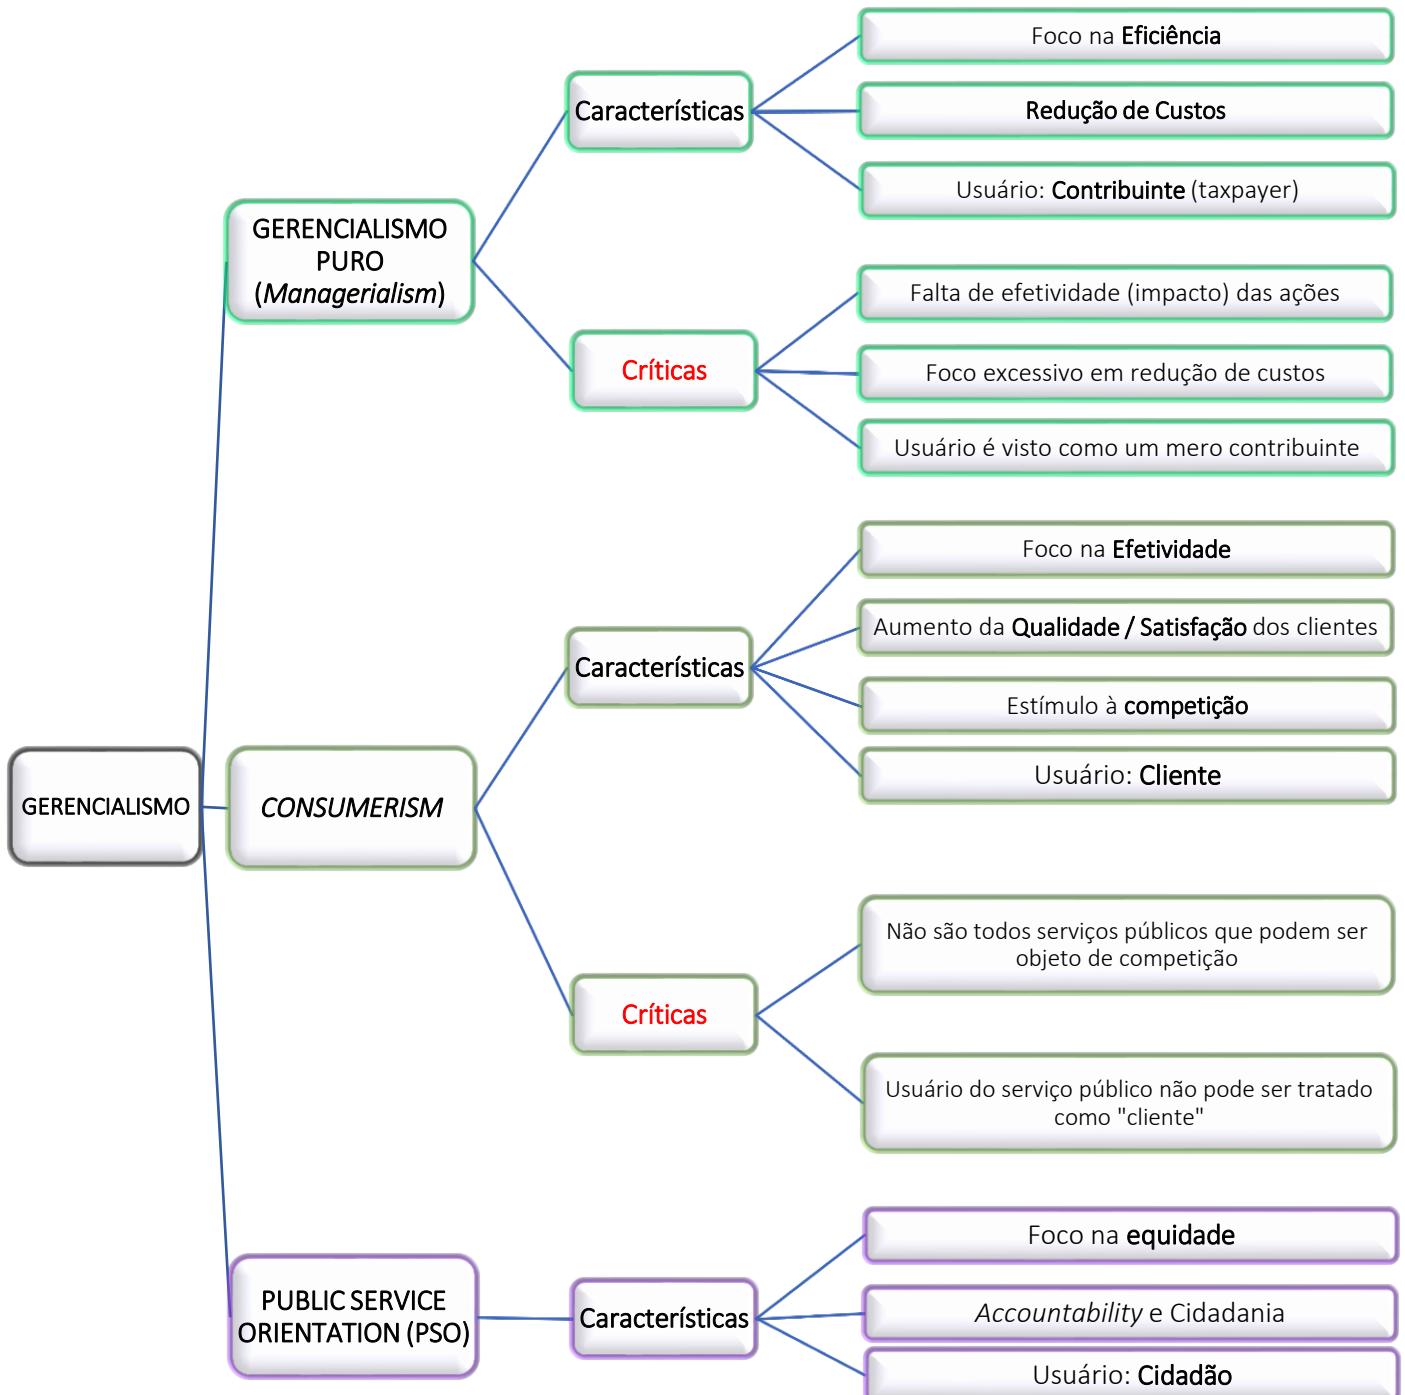 GERENCIALISMO
GERENCIALISMO
PURO
(Managerialism)
Característícas
Foco na Eficiência
Redução de Custos
Usuário: Contribuinte (taxpayer)
Críticas
Falta de efetividade (impacto) das ações
Foco excessivo em redução de custos
Usuário é visto como um mero contribuinte
CONSUMERISM
Característícas
Foco na Efetividade
Aumento da Qualidade / Satisfação dos clientes
Estímulo à competição
Usuário: Cliente
Críticas
Não são todos serviços públicos que podem ser
objeto de competição
Usuário do serviço público não pode ser tratado
como "cliente"
PUBLIC SERVICE
ORIENTATION (PSO)
Característícas
Foco na equidade
Accountability e Cidadania
Usuário: Cidadão